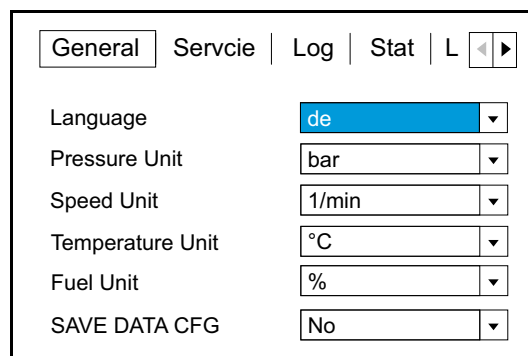 General Servcie Log Stat L
Language de
Pressure Unit bar
Speed Unit 1/min
Temperature Unit °C
Fuel Unit %
SAVE DATA CFG No